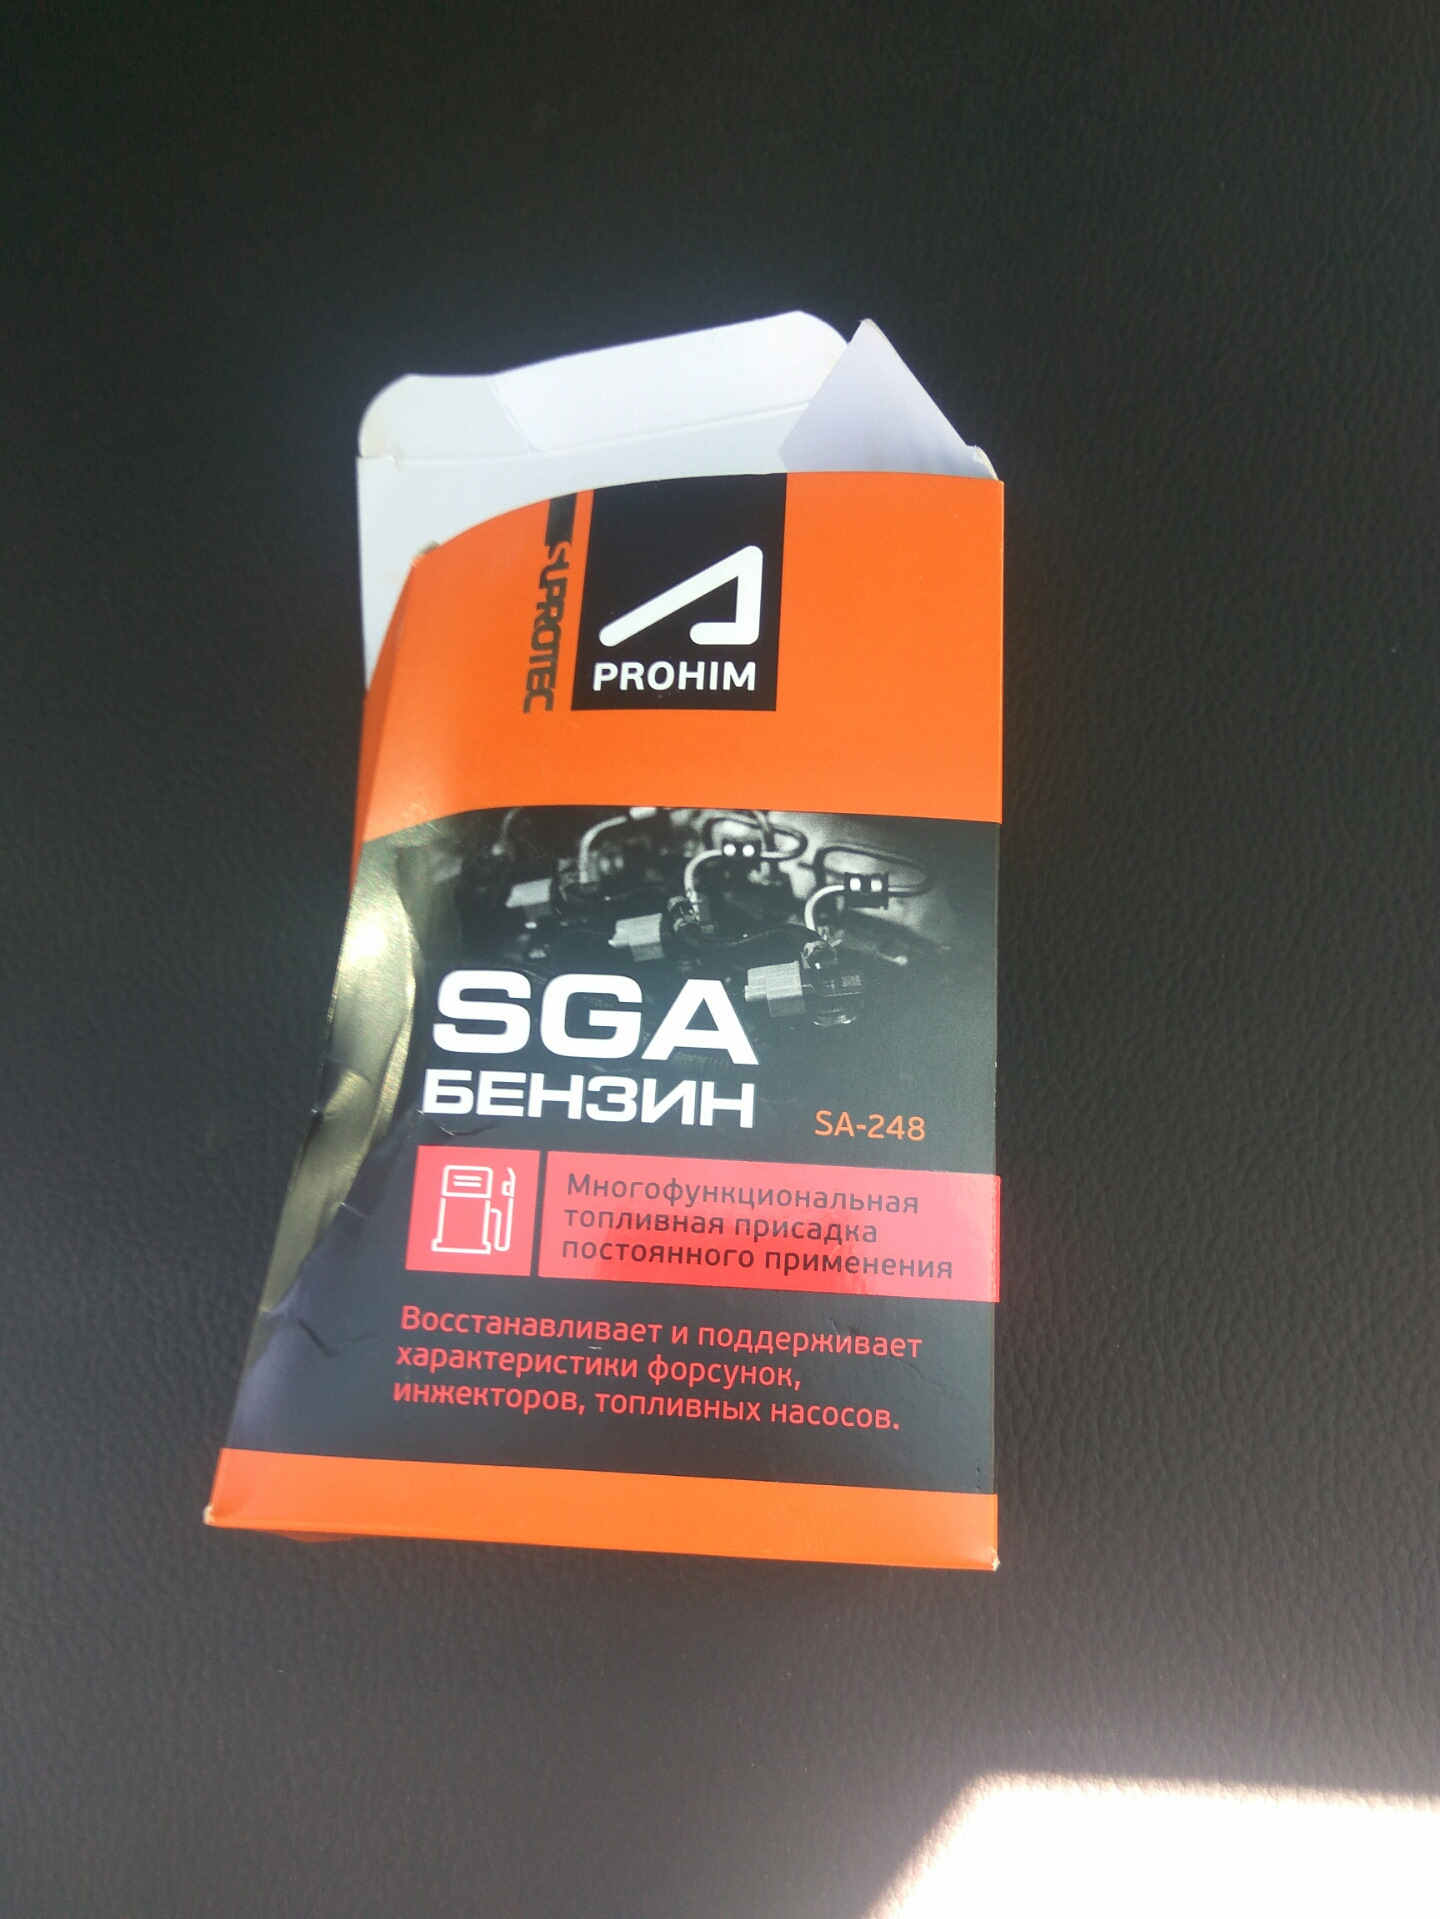 SUPROTEC
PROHIM
SGA
БЕНЗИН
SA-248
Многофункциональная
топливная присадка
постоянного применения
Восстанавливает и поддерживает
характеристики форсунок,
инжекторов, топливных насосов.